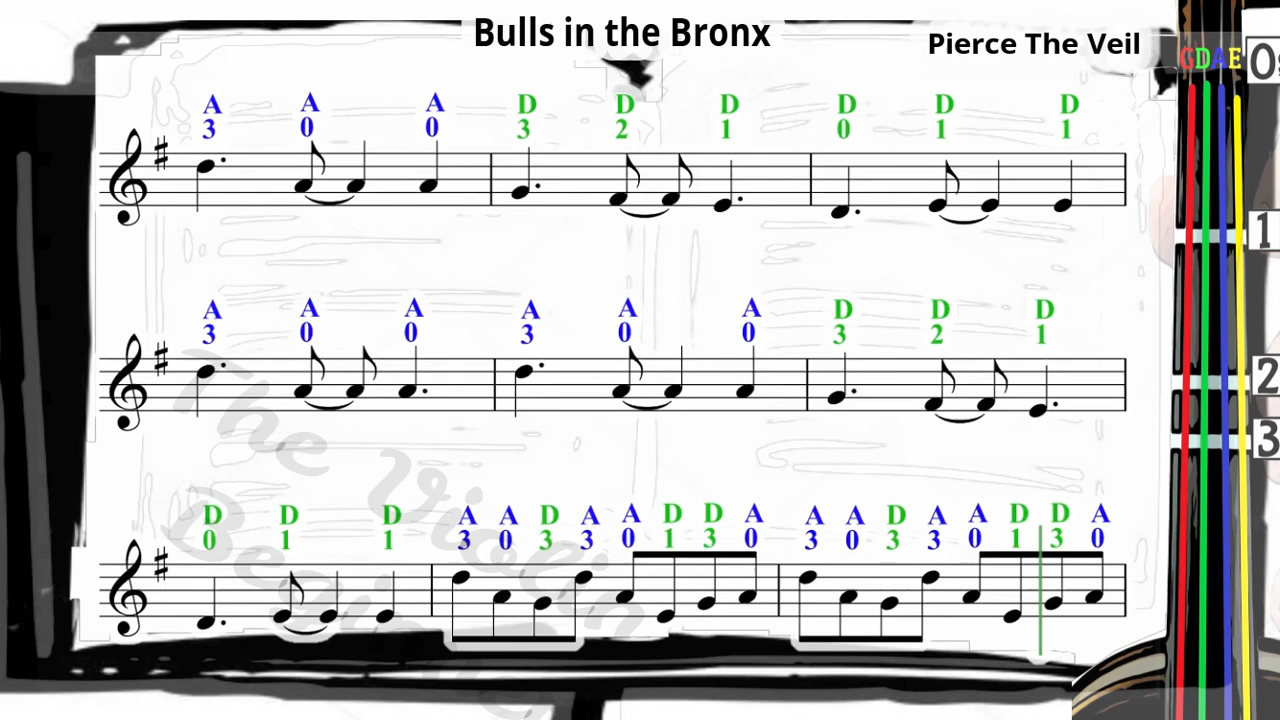 Bulls in the Bronx
Pierce The Veil
GDAE
0
A A A D D D D D D
3 0 0 3 2 1 0 1 1
1
A A A A A A D D D
3 0 0 3 0 0 3 2 1
2
3
The Violin
D D D A A D A A D D A A A D A A D D A
0 1 1 3 0 3 3 0 1 3 0 3 0 3 3 0 1 3 0